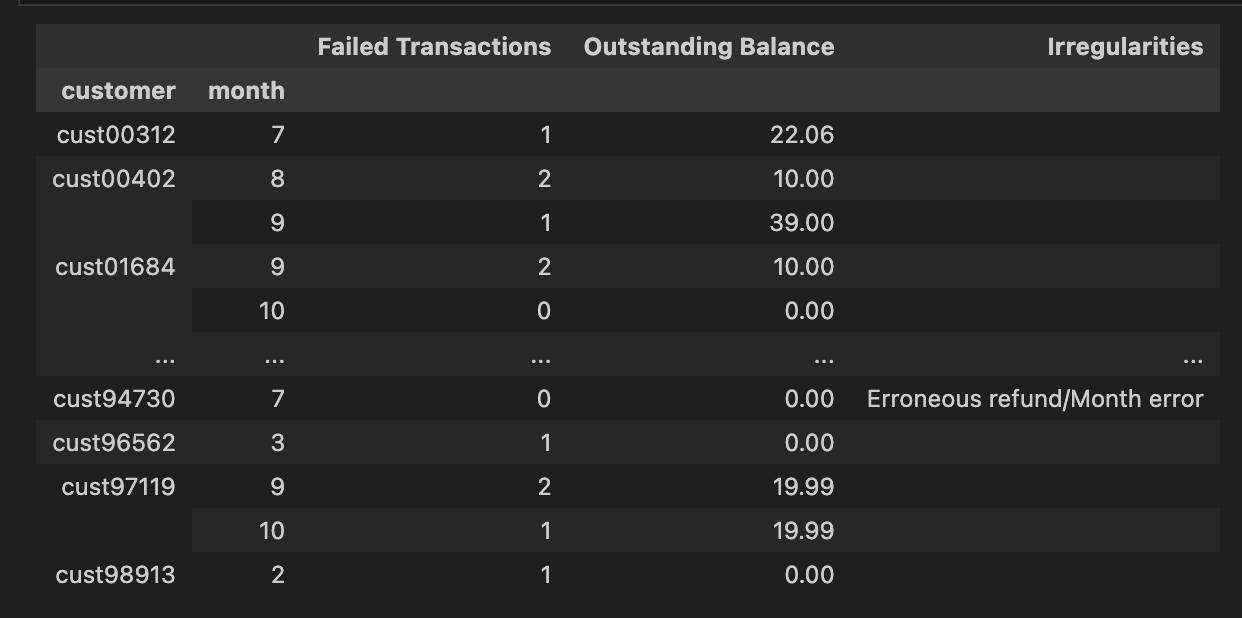 Failed Transactions Outstanding Balance Irregularities
customer month
cust00312 7 1 22.06
cust00402 8 2 10.00
9 1 39.00
cust01684 9 2 10.00
10 0 0.00
... ... ... ... ...
cust94730 7 0 0.00 Erroneous refund/Month error
cust96562 3 1 0.00
cust97119 9 2 19.99
10 1 19.99
cust98913 2 1 0.00